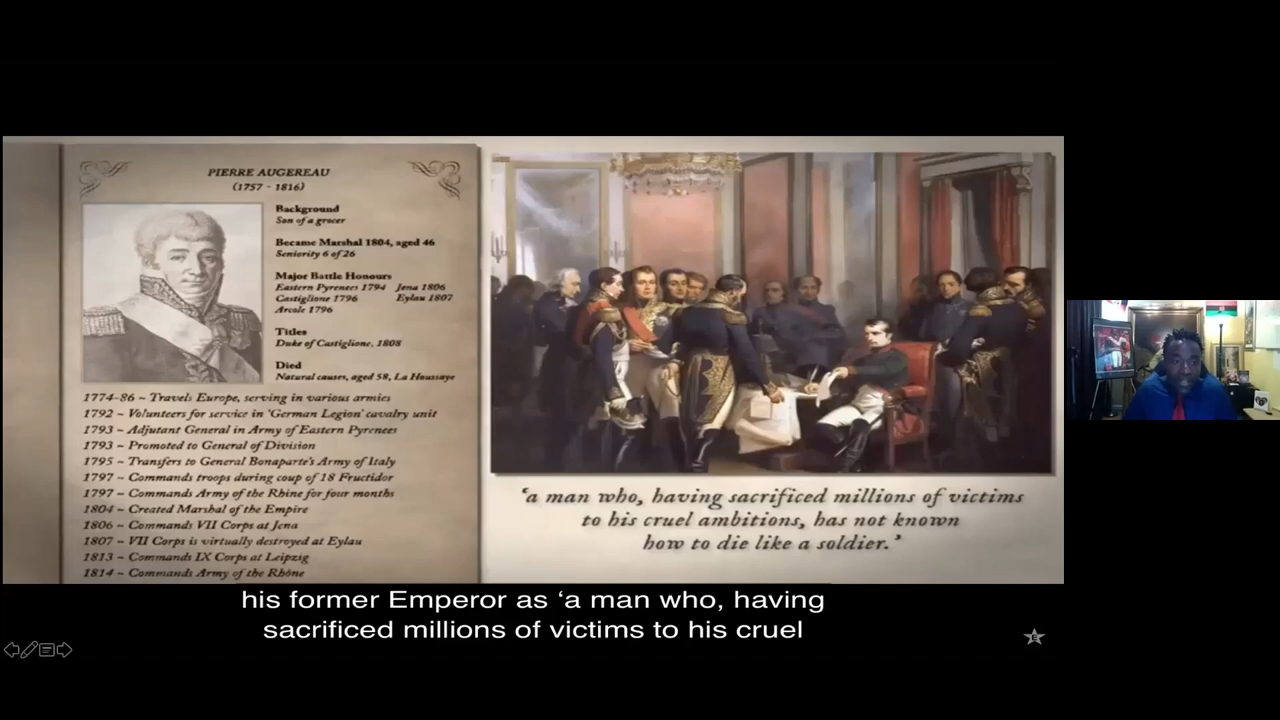 PIERRE AUGEREAU
(1757 - 1816)
Background
Son of a grocer
Became Marshal 1804, aged 46
Seniority 6 of 26
Major Battle Honours
Eastern Pyrenees 1794 Jena 1806
Castiglione 1796 Eylau 1807
Arcole 1796
Titles
Duke of Castiglione, 1808
Died
Natural causes, aged 58, La Houssaye
1774-86 ~ Travels Europe, serving in various armies
1792 ~ Volunteers for service in 'German Legion' cavalry unit
1793 ~ Adjutant General in Army of Eastern Pyrenees
1793 ~ Promoted to General of Division
1795 ~ Transfers to General Bonaparte's Army of Italy
1797 ~ Commands troops during coup of 18 Fructidor
1797 ~ Commands Army of the Rhine for four months
1804 ~ Created Marshal of the Empire
1806 ~ Commands VII Corps at Jena
1807 ~ VII Corps is virtually destroyed at Eylau
1813 ~ Commands IX Corps at Leipzig
1814 ~ Commands Army of the Rhône
‘a man who, having sacrificed millions of victims
to his cruel ambitions, has not known
how to die like a soldier.’
his former Emperor as ‘a man who, having
sacrificed millions of victims to his cruel
E